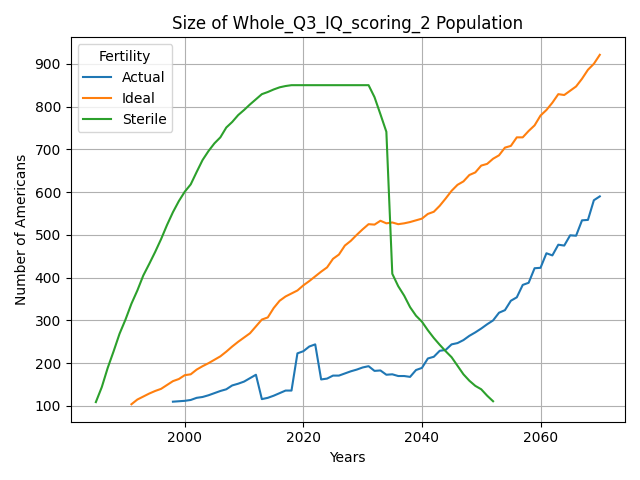 Size of Whole_Q3_IQ_scoring_2 Population
Fertility
Actual
Ideal
Sterile
Number of Americans
900
800
700
600
500
400
300
200
100
2000
2020
2040
2060
Years